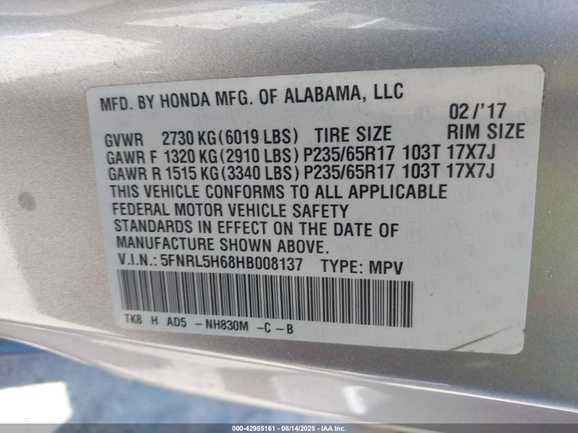 MFD. BY HONDA MFG. OF ALABAMA, LLC
02/'17
GVWR 2730 KG(6019 LBS) TIRE SIZE RIM SIZE
GAWR F 1320 KG(2910 LBS) P235/65R17 103T 17X7J
GAWR R 1515 KG(3340 LBS) P235/65R17 103T 17X7J
THIS VEHICLE CONFORMS TO ALL APPLICABLE
FEDERAL MOTOR VEHICLE SAFETY
STANDARDS IN EFFECT ON THE DATE OF
MANUFACTURE SHOWN ABOVE.
V.I.N.: 5FNRL5H68HB008137 TYPE: MPV
TK8 H AD5 -NH830M -C -B
000-42955161 - 08/14/2025 - IAA Inc.